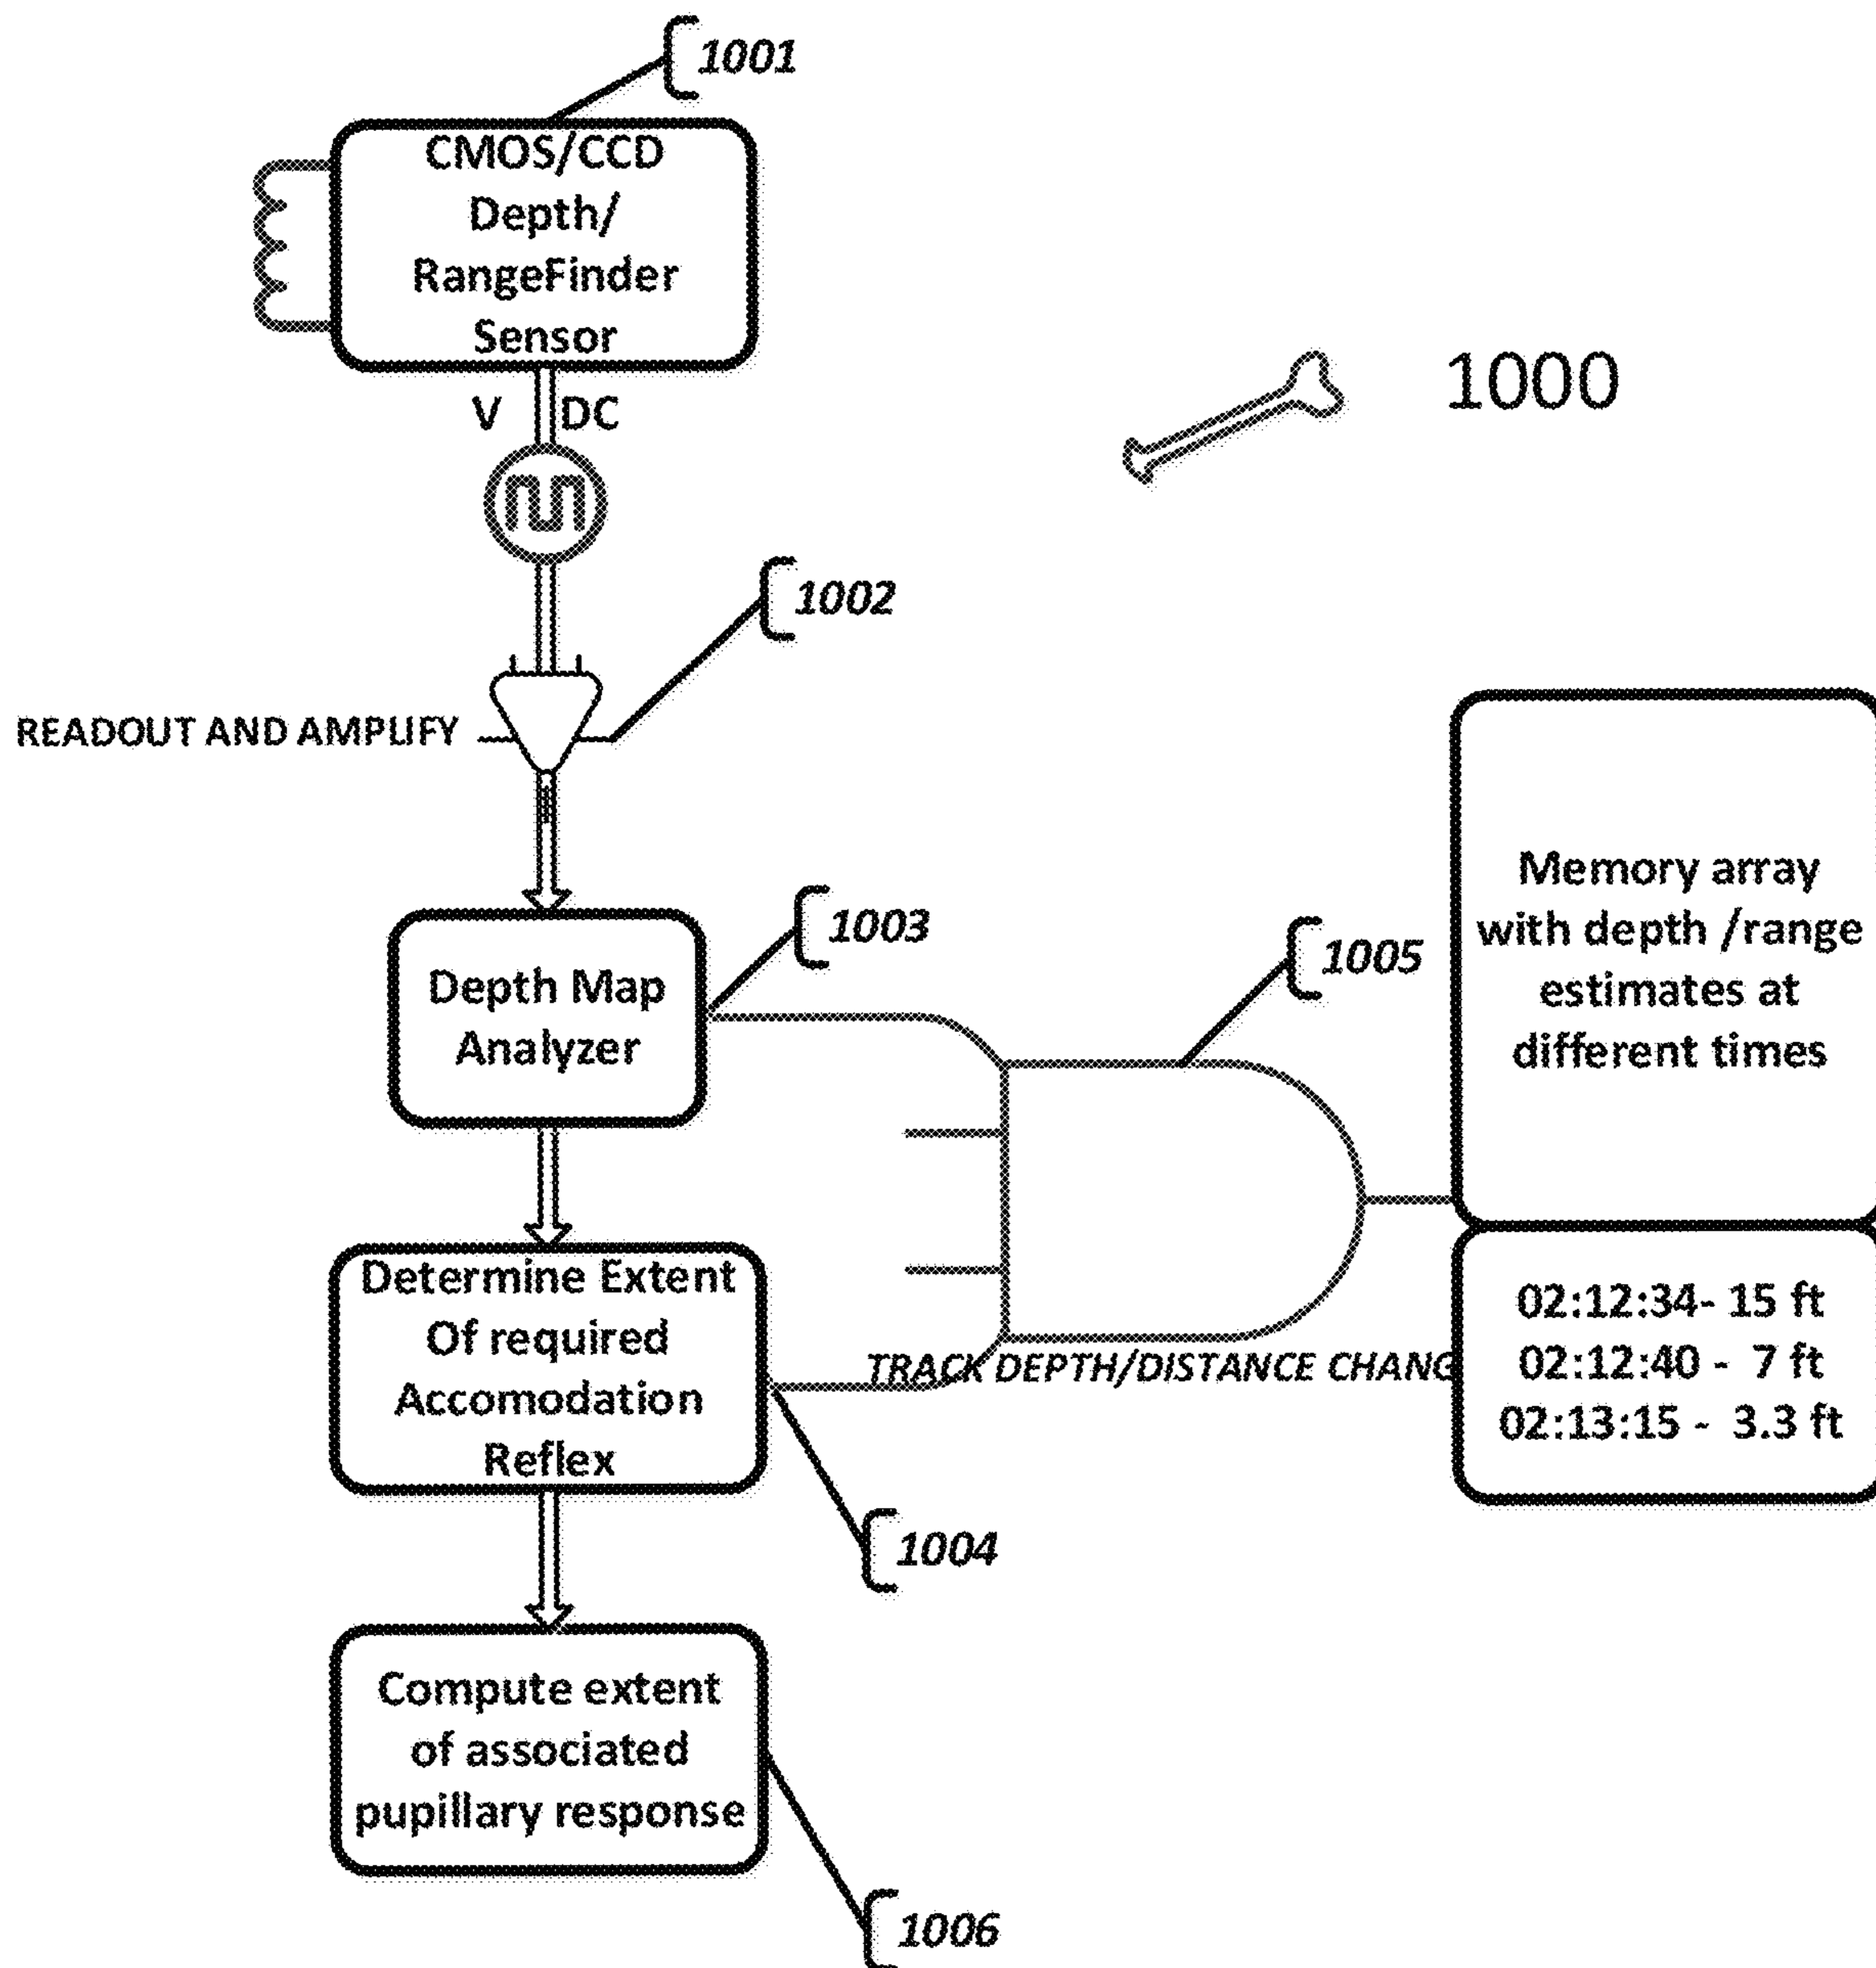 1001
CMOS/CCD
Depth/
RangeFinder
Sensor
V DC
1000
1002
READOUT AND AMPLIFY
1003
Depth Map
Analyzer
1005
Memory array
with depth /range
estimates at
different times
Determine Extent
Of required
Accomodation
Reflex
TRACK DEPTH/DISTANCE CHANG
02:12:34- 15 ft
02:12:40 - 7 ft
02:13:15 - 3.3 ft
1004
Compute extent
of associated
pupillary response
1006